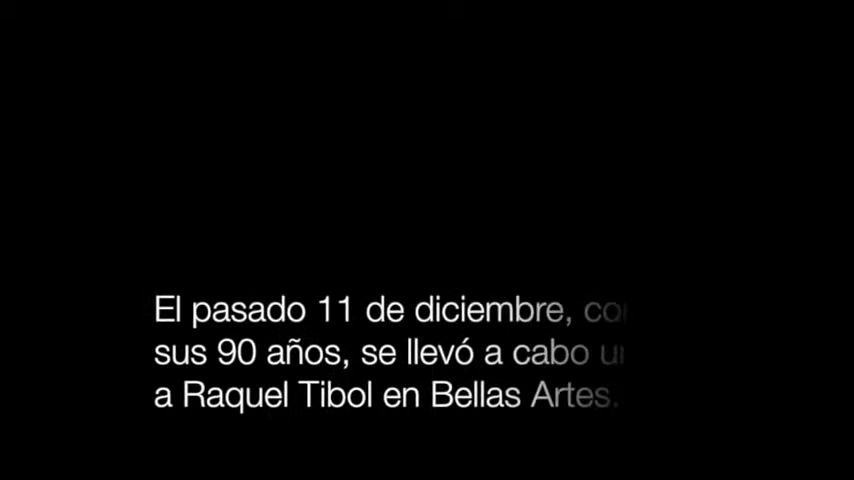 El pasado 11 de diciembre,
sus 90 años, se llevó a cabo
a Raquel Tibol en Bellas Artes.